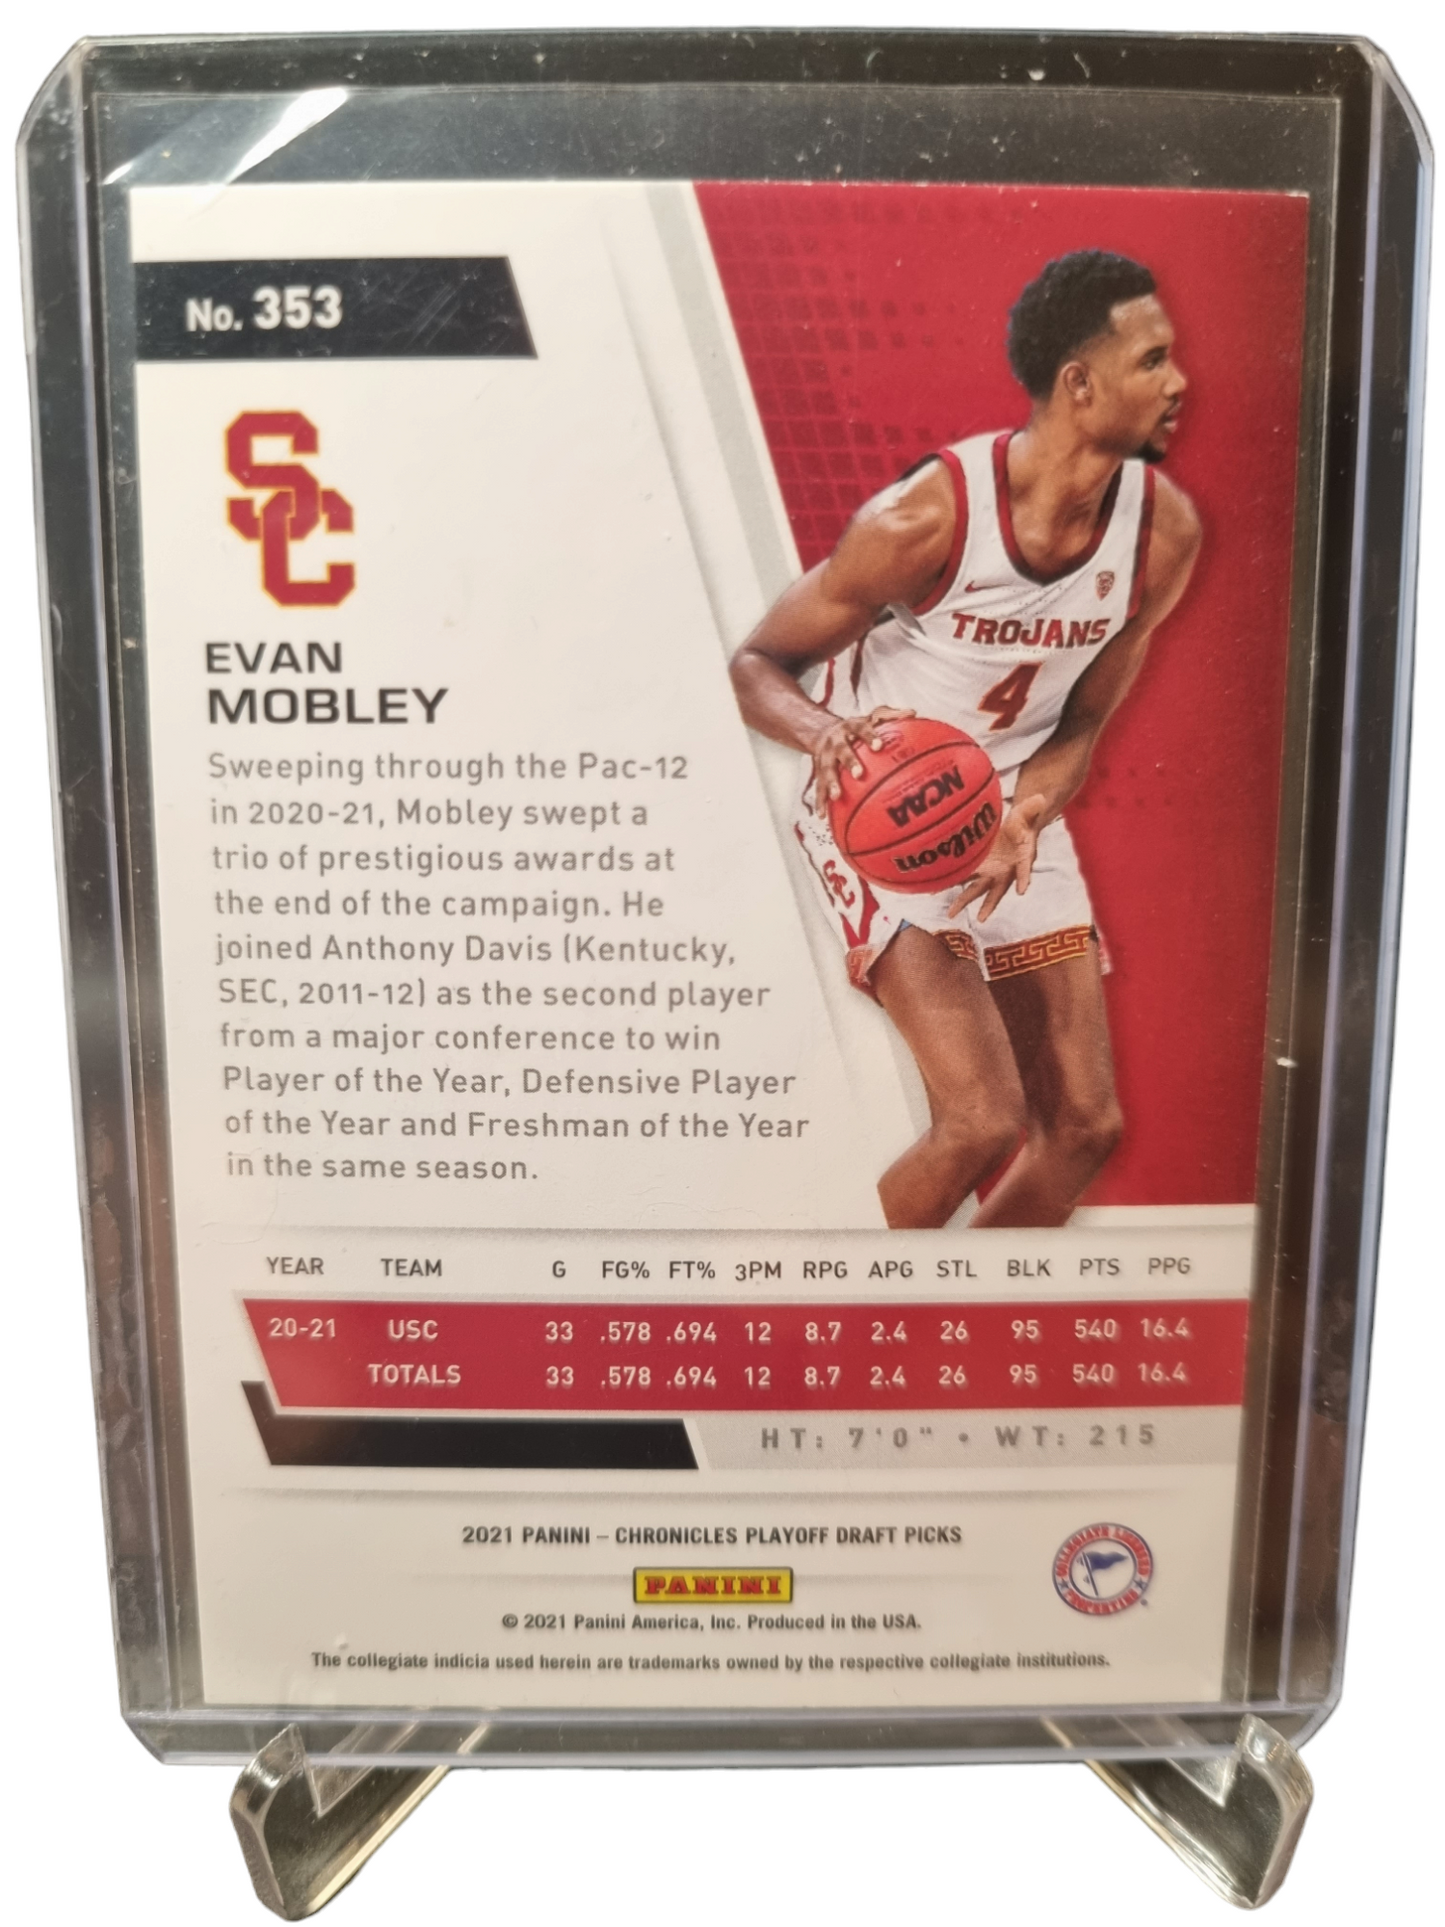 No. 353
SC
EVAN
MOBLEY
Sweeping through the Pac-12
in 2020-21, Mobley swept a
trio of prestigious awards at
the end of the campaign. He
joined Anthony Davis (Kentucky,
SEC, 2011-12) as the second player
from a major conference to win
Player of the Year, Defensive Player
of the Year and Freshman of the Year
in the same season.
TROJANS
4
NCAA
Wilson
SC
YEAR TEAM G FG% FT% 3PM RPG APG STL BLK PTS PPG
20-21 USC 33 .578 .694 12 8.7 2.4 26 95 540 16.4
TOTALS 33 .578 .694 12 8.7 2.4 26 95 540 16.4
HT: 7'0" • WT: 215
2021 PANINI – CHRONICLES PLAYOFF DRAFT PICKS
PANINI
© 2021 Panini America, Inc. Produced in the USA.
The collegiate indicia used herein are trademarks owned by the respective collegiate institutions.
COLLEGIATE LICENSED
PROPERTIES